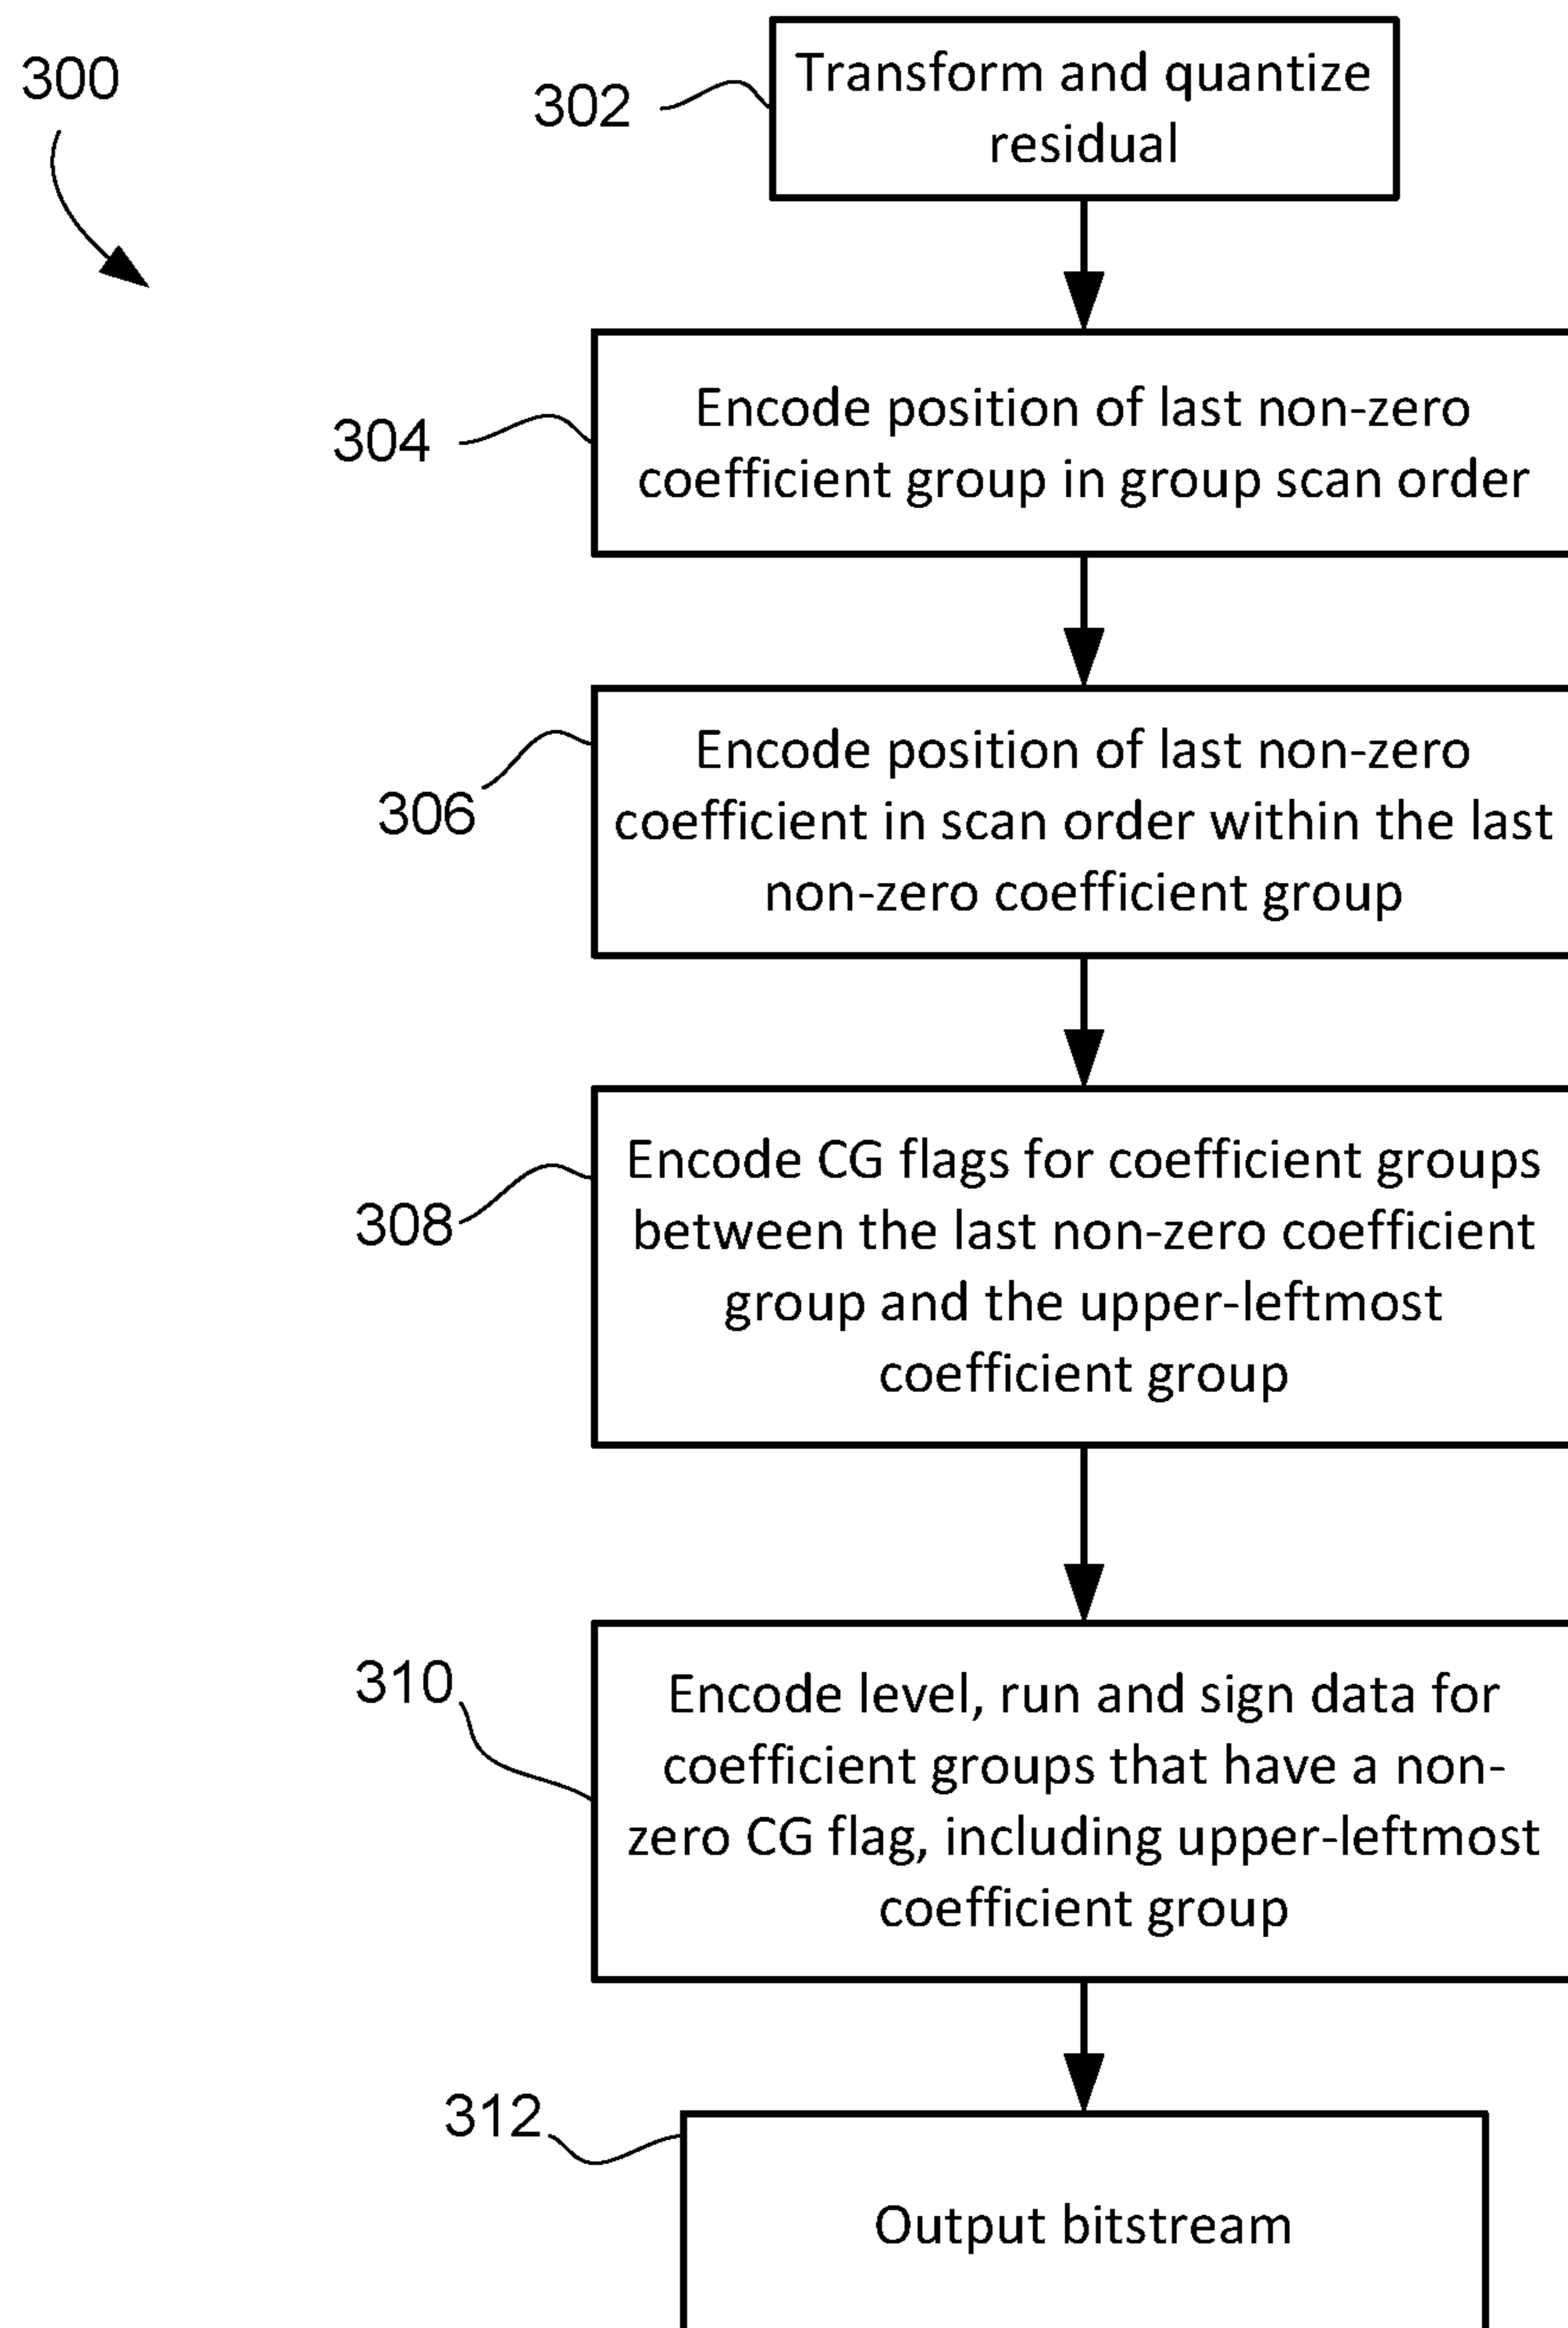 300
302
Transform and quantize
residual
304
Encode position of last non-zero
coefficient group in group scan order
306
Encode position of last non-zero
coefficient in scan order within the last
non-zero coefficient group
308
Encode CG flags for coefficient groups
between the last non-zero coefficient
group and the upper-leftmost
coefficient group
310
Encode level, run and sign data for
coefficient groups that have a non-
zero CG flag, including upper-leftmost
coefficient group
312
Output bitstream